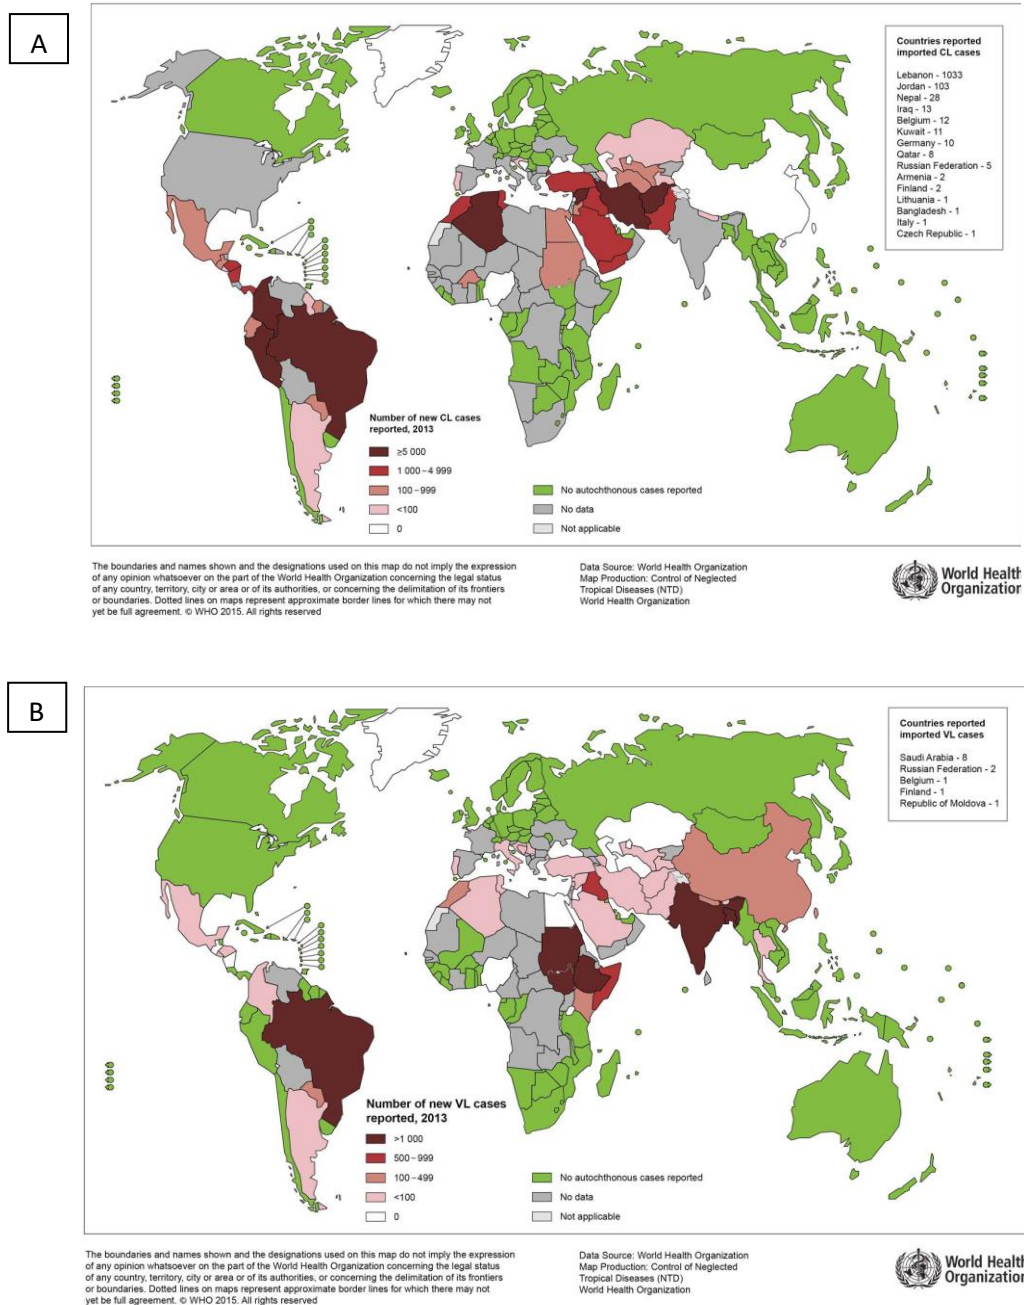 A
Countries reported
imported CL cases
Lebanon - 1033
Jordan - 103
Nepal - 28
Iraq - 13
Belgium - 12
Kuwait - 11
Germany - 10
Qatar - 8
Russian Federation - 5
Armenia - 2
Finland - 2
Lithuania - 1
Bangladesh - 1
Italy - 1
Czech Republic - 1
Number of new CL cases
reported, 2013
≥5 000
1 000–4 999
100–999
<100
0
No autochthonous cases reported
No data
Not applicable
The boundaries and names shown and the designations used on this map do not imply the expression
of any opinion whatsoever on the part of the World Health Organization concerning the legal status
of any country, territory, city or area or of its authorities, or concerning the delimitation of its frontiers
or boundaries. Dotted lines on maps represent approximate border lines for which there may not
yet be full agreement. © WHO 2015. All rights reserved
Data Source: World Health Organization
Map Production: Control of Neglected
Tropical Diseases (NTD)
World Health Organization
World Health
Organization
B
Countries reported
imported VL cases
Saudi Arabia - 8
Russian Federation - 2
Belgium - 1
Finland - 1
Republic of Moldova - 1
Number of new VL cases
reported, 2013
>1 000
500–999
100–499
<100
0
No autochthonous cases reported
No data
Not applicable
The boundaries and names shown and the designations used on this map do not imply the expression
of any opinion whatsoever on the part of the World Health Organization concerning the legal status
of any country, territory, city or area or of its authorities, or concerning the delimitation of its frontiers
or boundaries. Dotted lines on maps represent approximate border lines for which there may not
yet be full agreement. © WHO 2015. All rights reserved
Data Source: World Health Organization
Map Production: Control of Neglected
Tropical Diseases (NTD)
World Health Organization
World Health
Organization